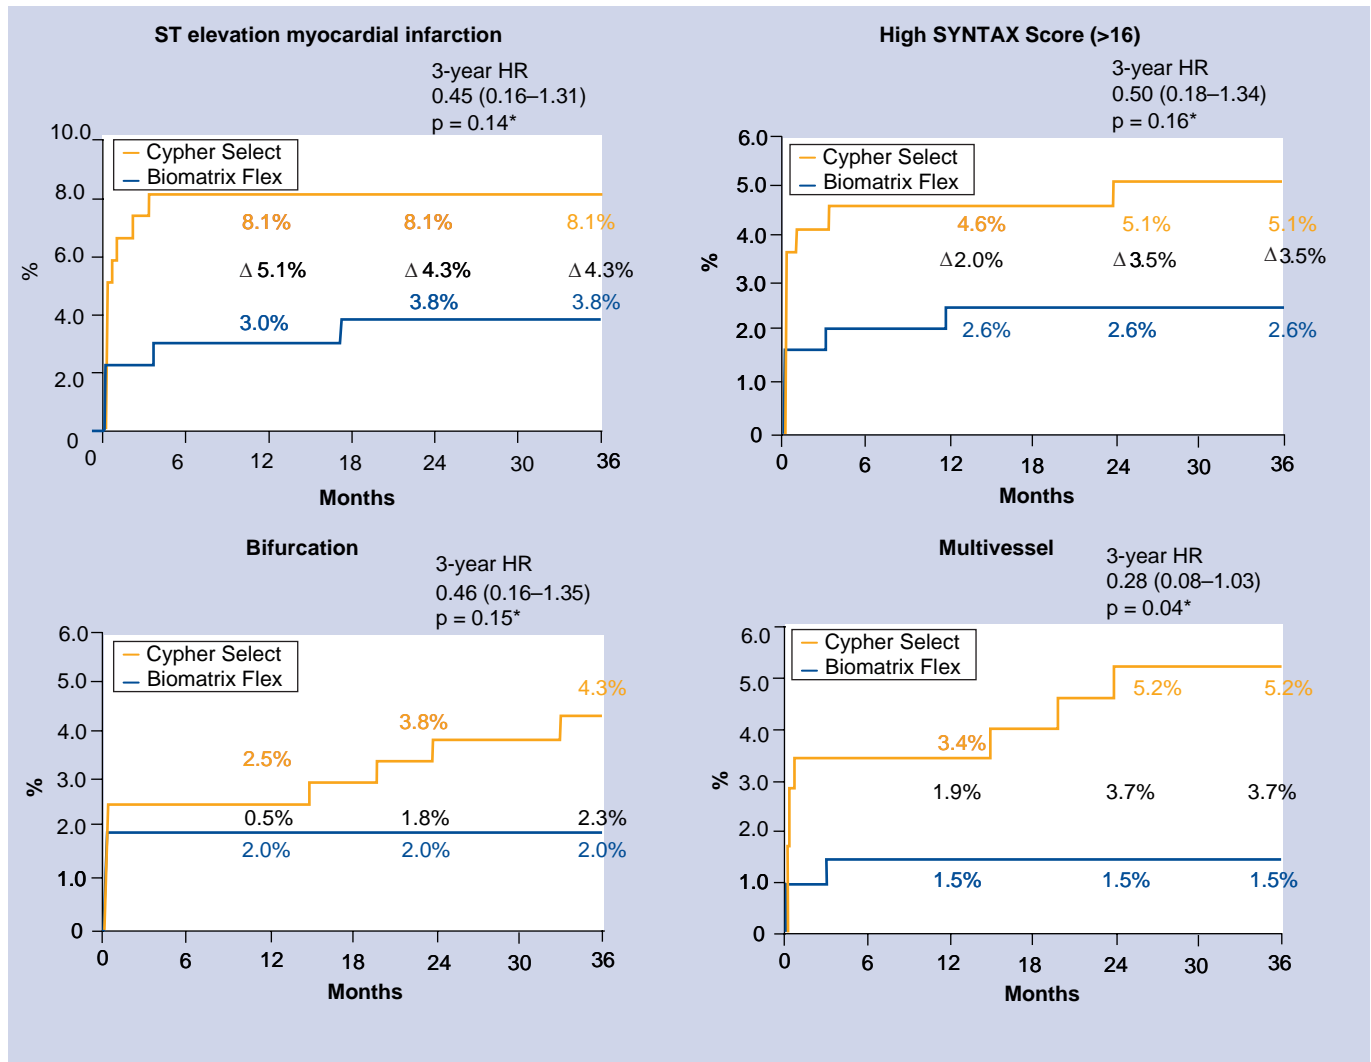 ST elevation myocardial infarction
3-year HR
0.45 (0.16–1.31)
p = 0.14*
10.0
8.0
6.0
4.0
2.0
0
%
Cypher Select
Biomatrix Flex
8.1% 8.1% 8.1%
Δ 5.1% Δ 4.3% Δ 4.3%
3.0% 3.8% 3.8%
0 6 12 18 24 30 36
Months
High SYNTAX Score (>16)
3-year HR
0.50 (0.18–1.34)
p = 0.16*
6.0
5.0
4.0
3.0
2.0
1.0
0
%
Cypher Select
Biomatrix Flex
4.6% 5.1% 5.1%
Δ 2.0% Δ 3.5% Δ 3.5%
2.6% 2.6% 2.6%
0 6 12 18 24 30 36
Months
Bifurcation
3-year HR
0.46 (0.16–1.35)
p = 0.15*
6.0
5.0
4.0
3.0
2.0
1.0
0
%
Cypher Select
Biomatrix Flex
2.5% 3.8% 4.3%
0.5% 1.8% 2.3%
2.0% 2.0% 2.0%
0 6 12 18 24 30 36
Months
Multivessel
3-year HR
0.28 (0.08–1.03)
p = 0.04*
6.0
5.0
4.0
3.0
2.0
1.0
0
%
Cypher Select
Biomatrix Flex
3.4% 5.2% 5.2%
1.9% 3.7% 3.7%
1.5% 1.5% 1.5%
0 6 12 18 24 30 36
Months